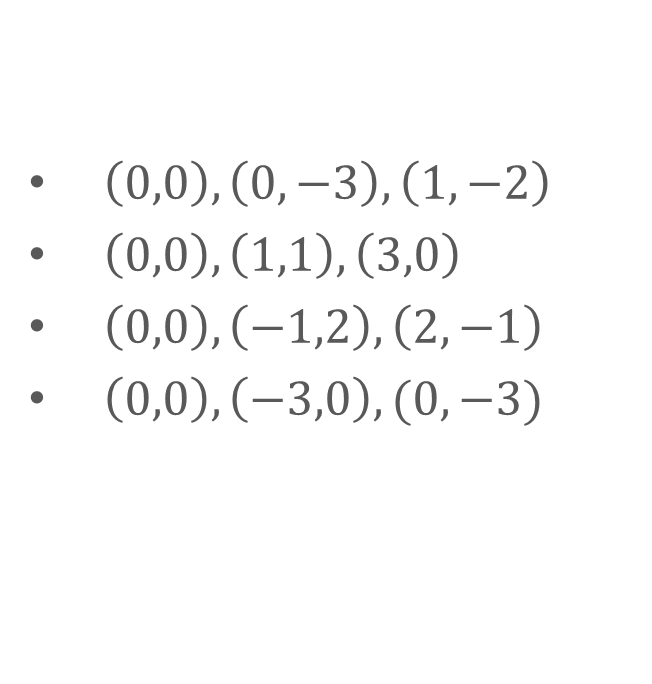 • (0,0), (0, −3), (1, −2)
• (0,0), (1,1), (3,0)
• (0,0), (−1,2), (2, −1)
• (0,0), (−3,0), (0, −3)